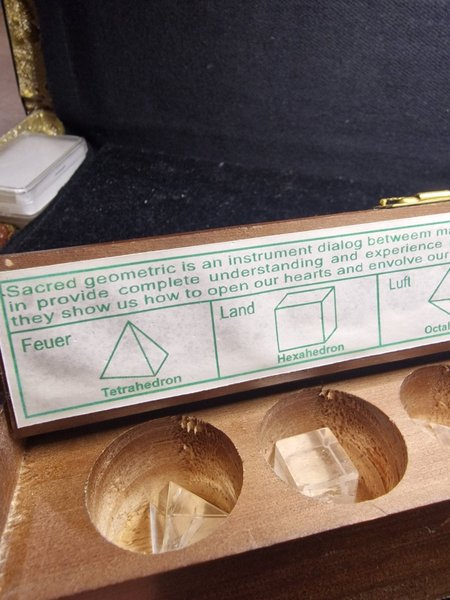 Sacred geometric is an instrument dialog betweem
in provide complete understanding and experience
they show us how to open our hearts and envolve our
Feuer
Tetrahedron
Land
Hexahedron
Luft